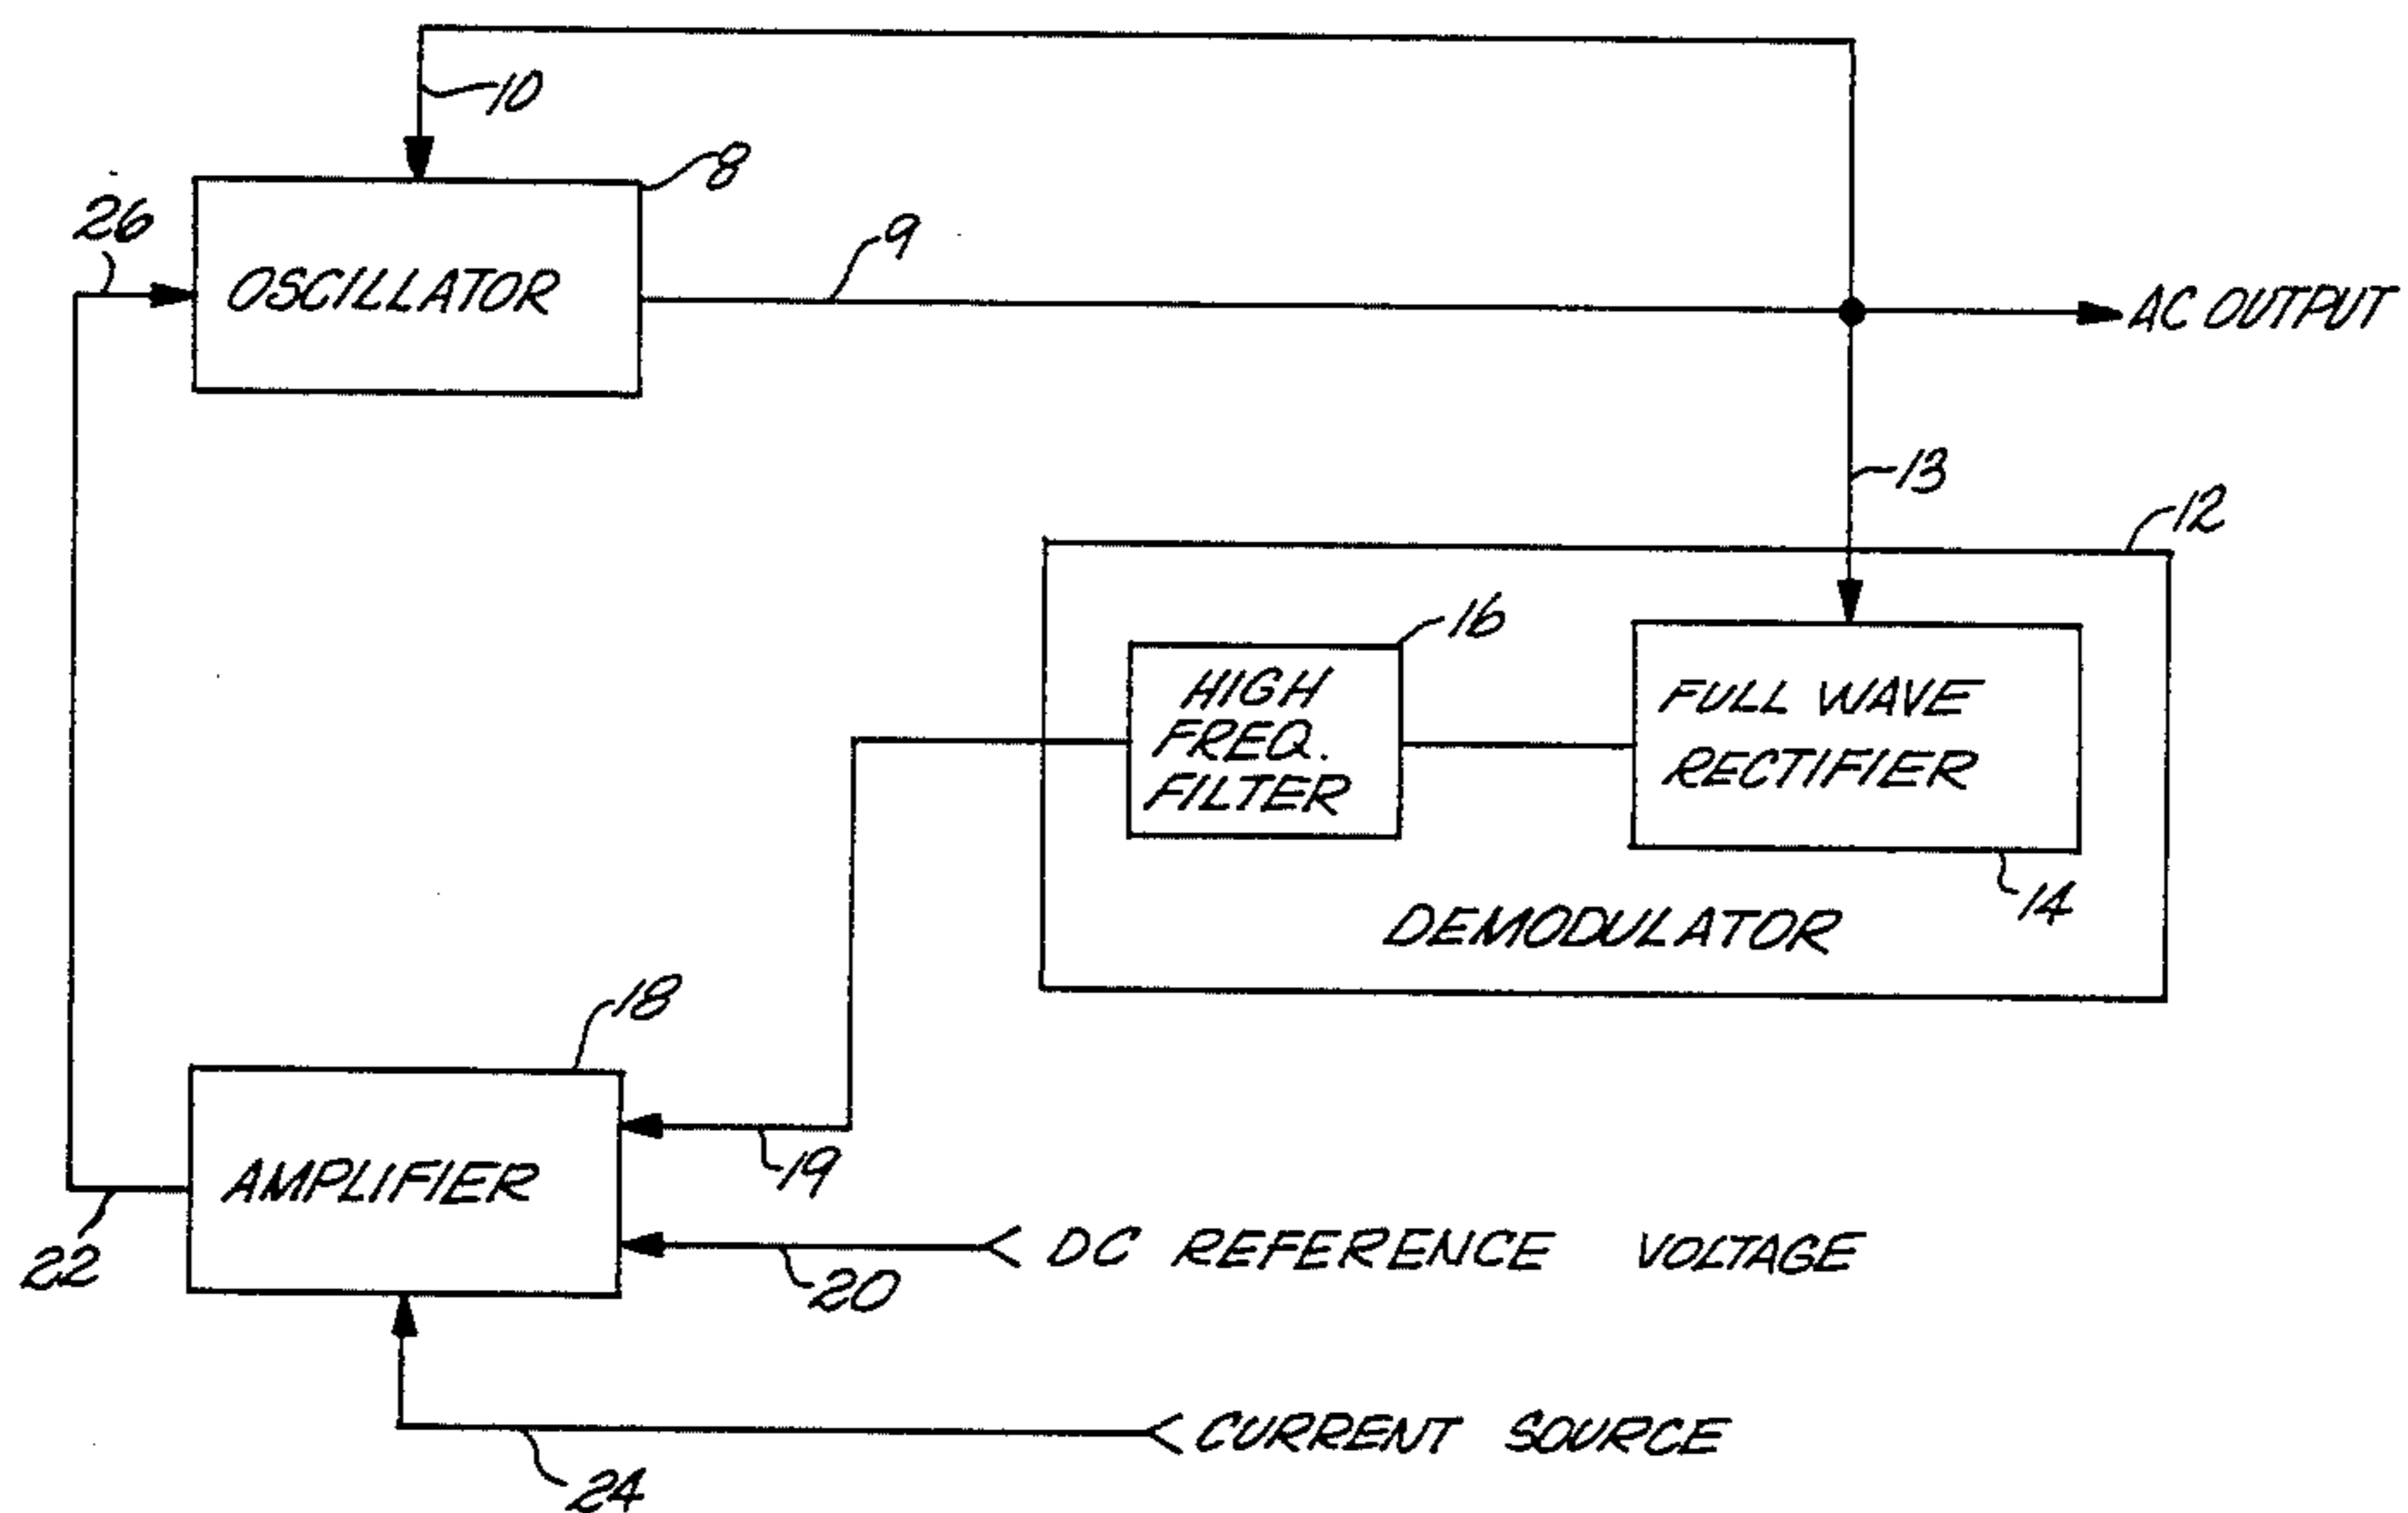 10
8
26
9
OSCILLATOR
AC OUTPUT
13
12
16
HIGH
FREQ.
FILTER
FULL WAVE
RECTIFIER
14
DEMODULATOR
18
AMPLIFIER
19
22
20
DC REFERENCE VOLTAGE
CURRENT SOURCE
24